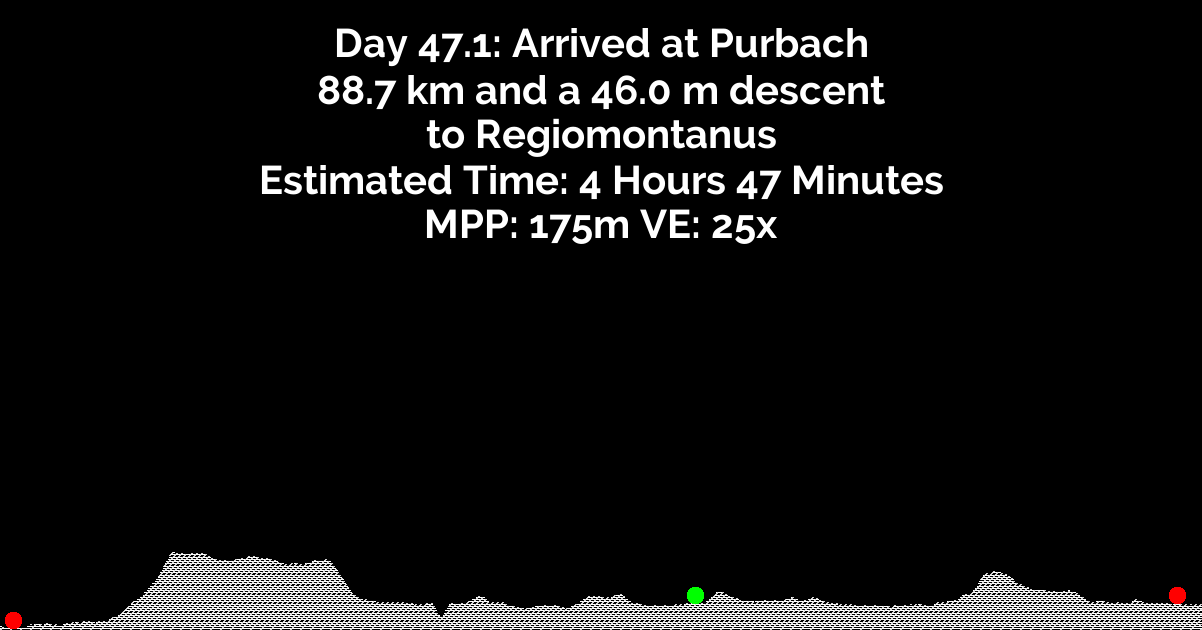 Day 47.1: Arrived at Purbach
88.7 km and a 46.0 m descent
to Regiomontanus
Estimated Time: 4 Hours 47 Minutes
MPP: 175m VE: 25x